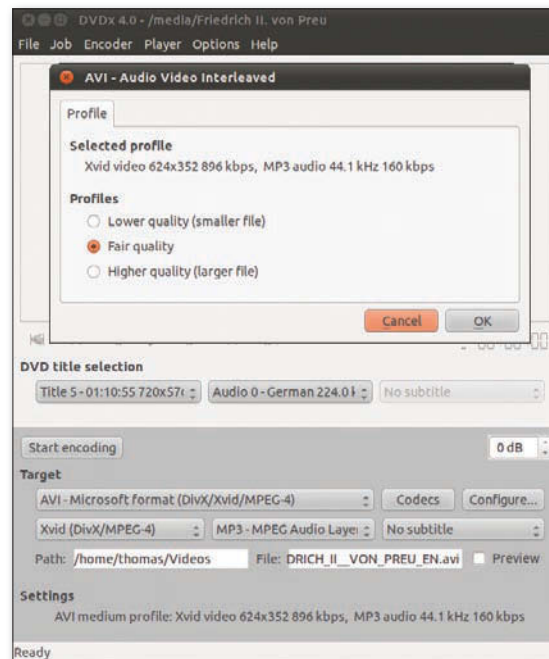 DVDx 4.0 - /media/Friedrich II. von Preu
File Job Encoder Player Options Help
AVI - Audio Video Interleaved
Profile
Selected profile
Xvid video 624x352 896 kbps, MP3 audio 44.1 kHz 160 kbps
Profiles
Lower quality (smaller file)
Fair quality
Higher quality (larger file)
Cancel OK
DVD title selection
Title 5 - 01:10:55 720x57 Audio 0 - German 224.0 No subtitle
Start encoding 0 dB
Target
AVI - Microsoft format (DivX/Xvid/MPEG-4) Codecs Configure...
Xvid (DivX/MPEG-4) MP3 - MPEG Audio Laye No subtitle
Path: /home/thomas/Videos File: DRICH_II__VON_PREU_EN.avi Preview
Settings
AVI medium profile: Xvid video 624x352 896 kbps, MP3 audio 44.1 kHz 160 kbps
Ready